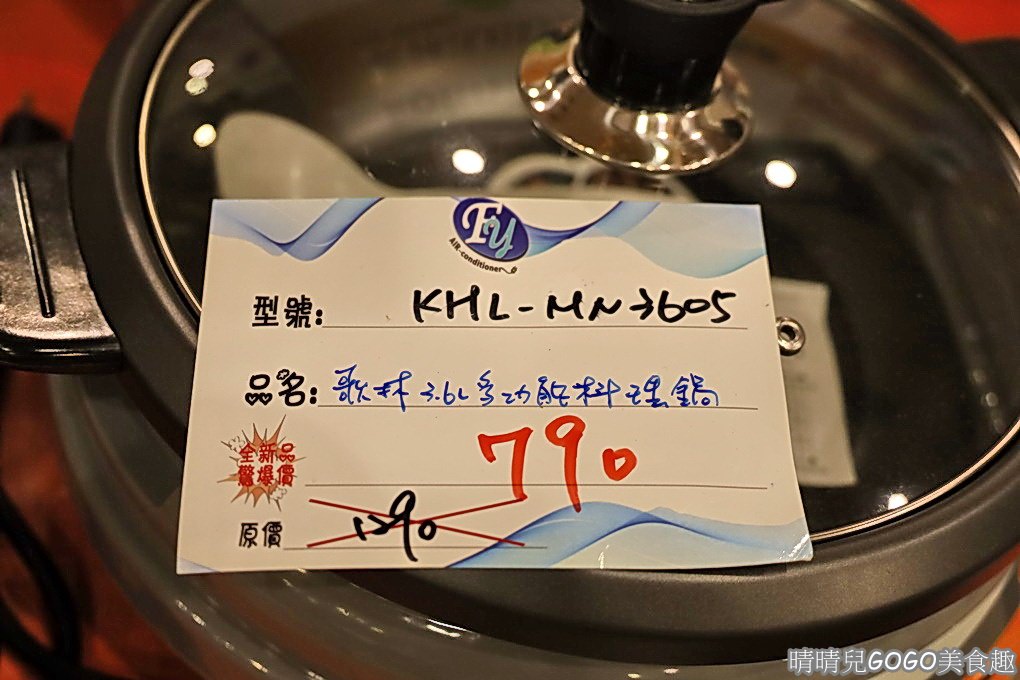 Fy
AIR-conditioner
型號: KHL-MN3605
品名: 歌林3.6L多功能料理鍋
全新品
驚爆價
790
原價 1290
晴晴兒GOGO美食趣